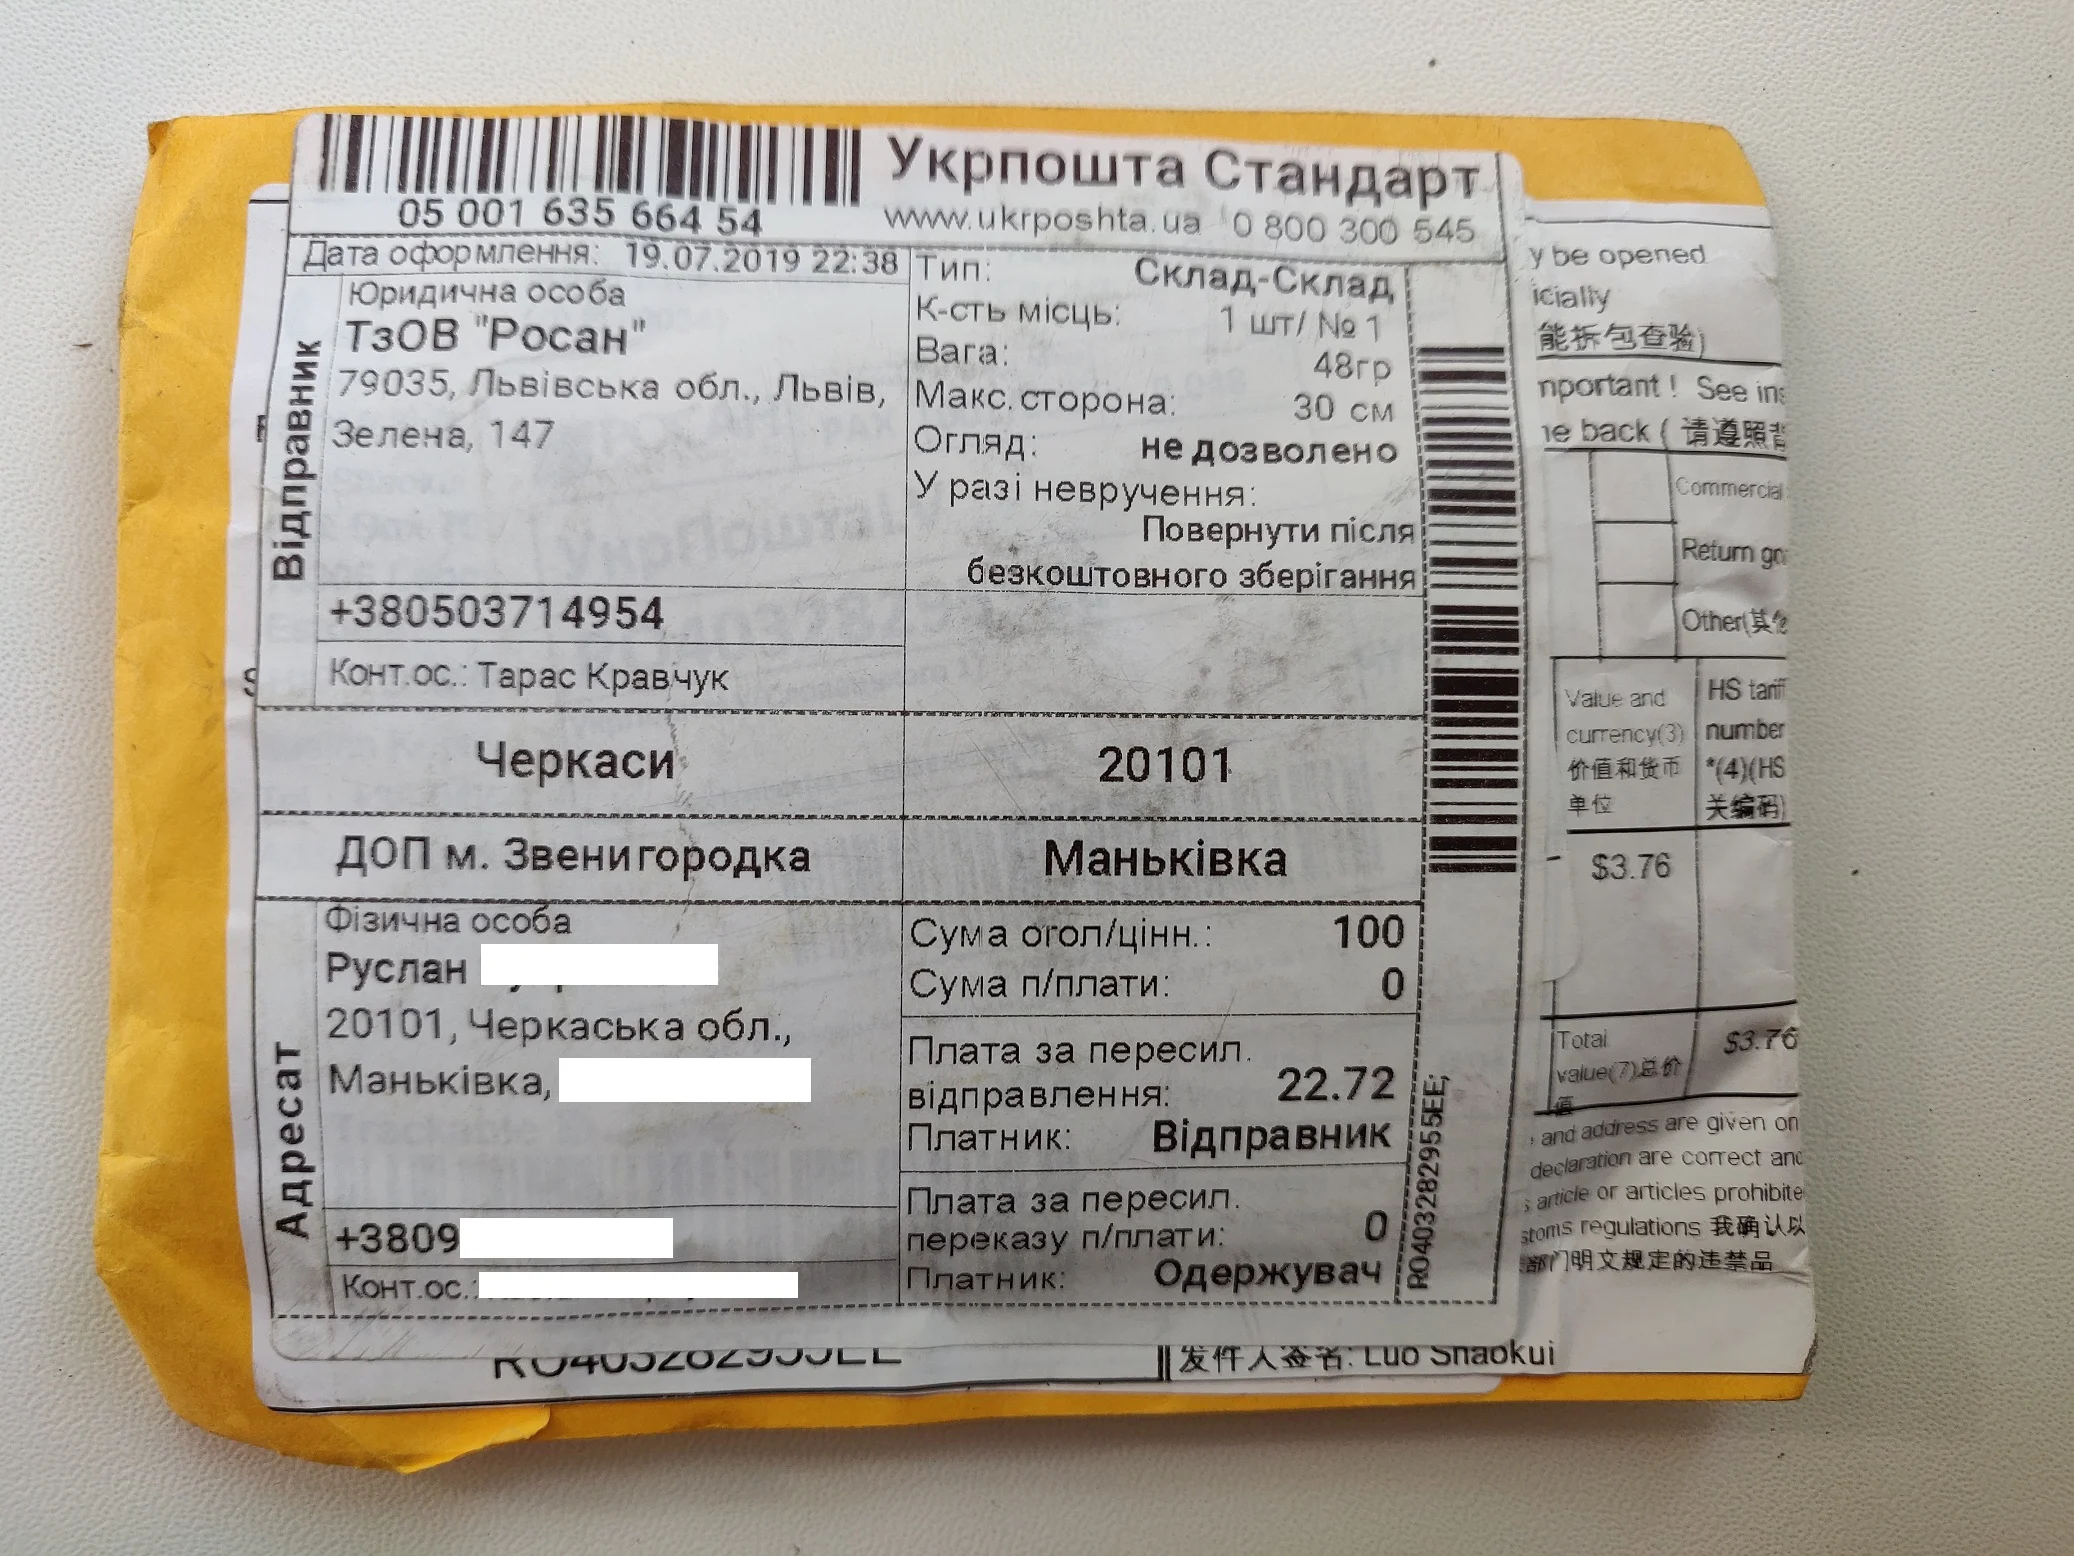 05 001 635 664 54
Укрпошта Стандарт
www.ukrposhta.ua 0 800 300 545
Дата оформлення: 19.07.2019 22:38
Відправник
Юридична особа
ТзОВ "Росан"
79035, Львівська обл., Львів,
Зелена, 147
+380503714954
Конт.ос.: Тарас Кравчук
Тип: Склад-Склад
К-сть місць: 1 шт/ №1
Вага: 48гр
Макс.сторона: 30 см
Огляд: не дозволено
У разі невручення:
Повернути після
безкоштовного зберігання
Черкаси
20101
ДОП м. Звенигородка
Маньківка
Адресат
Фізична особа
Руслан
20101, Черкаська обл.,
Маньківка,
+3809
Конт.ос.:
Сума огол/цінн.: 100
Сума п/плати: 0
Плата за пересил.
відправлення: 22.72
Платник: Відправник
Плата за пересил.
переказу п/плати: 0
Платник: Одержувач
RO403282955EE;
y be opened
icially
能拆包查验)
mportant ! See ins
he back ( 请遵照背
Commercial
Return go
Other(其他
Value and
currency(3)
价值和货币
单位
HS tariff
number
*(4)(HS
关编码)
$3.76
Total
value(7)总价
值
$3.76
and address are given on
declaration are correct and
s article or articles prohibite
stoms regulations 我确认以
部门明文规定的违禁品
RO403282955EE
发件人签名: Luo Shaokui